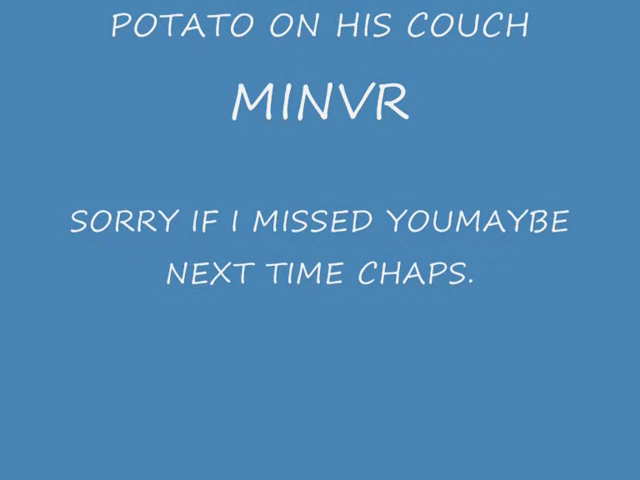 POTATO ON HIS COUCH
MINVR
SORRY IF I MISSED YOUMAYBE
NEXT TIME CHAPS.